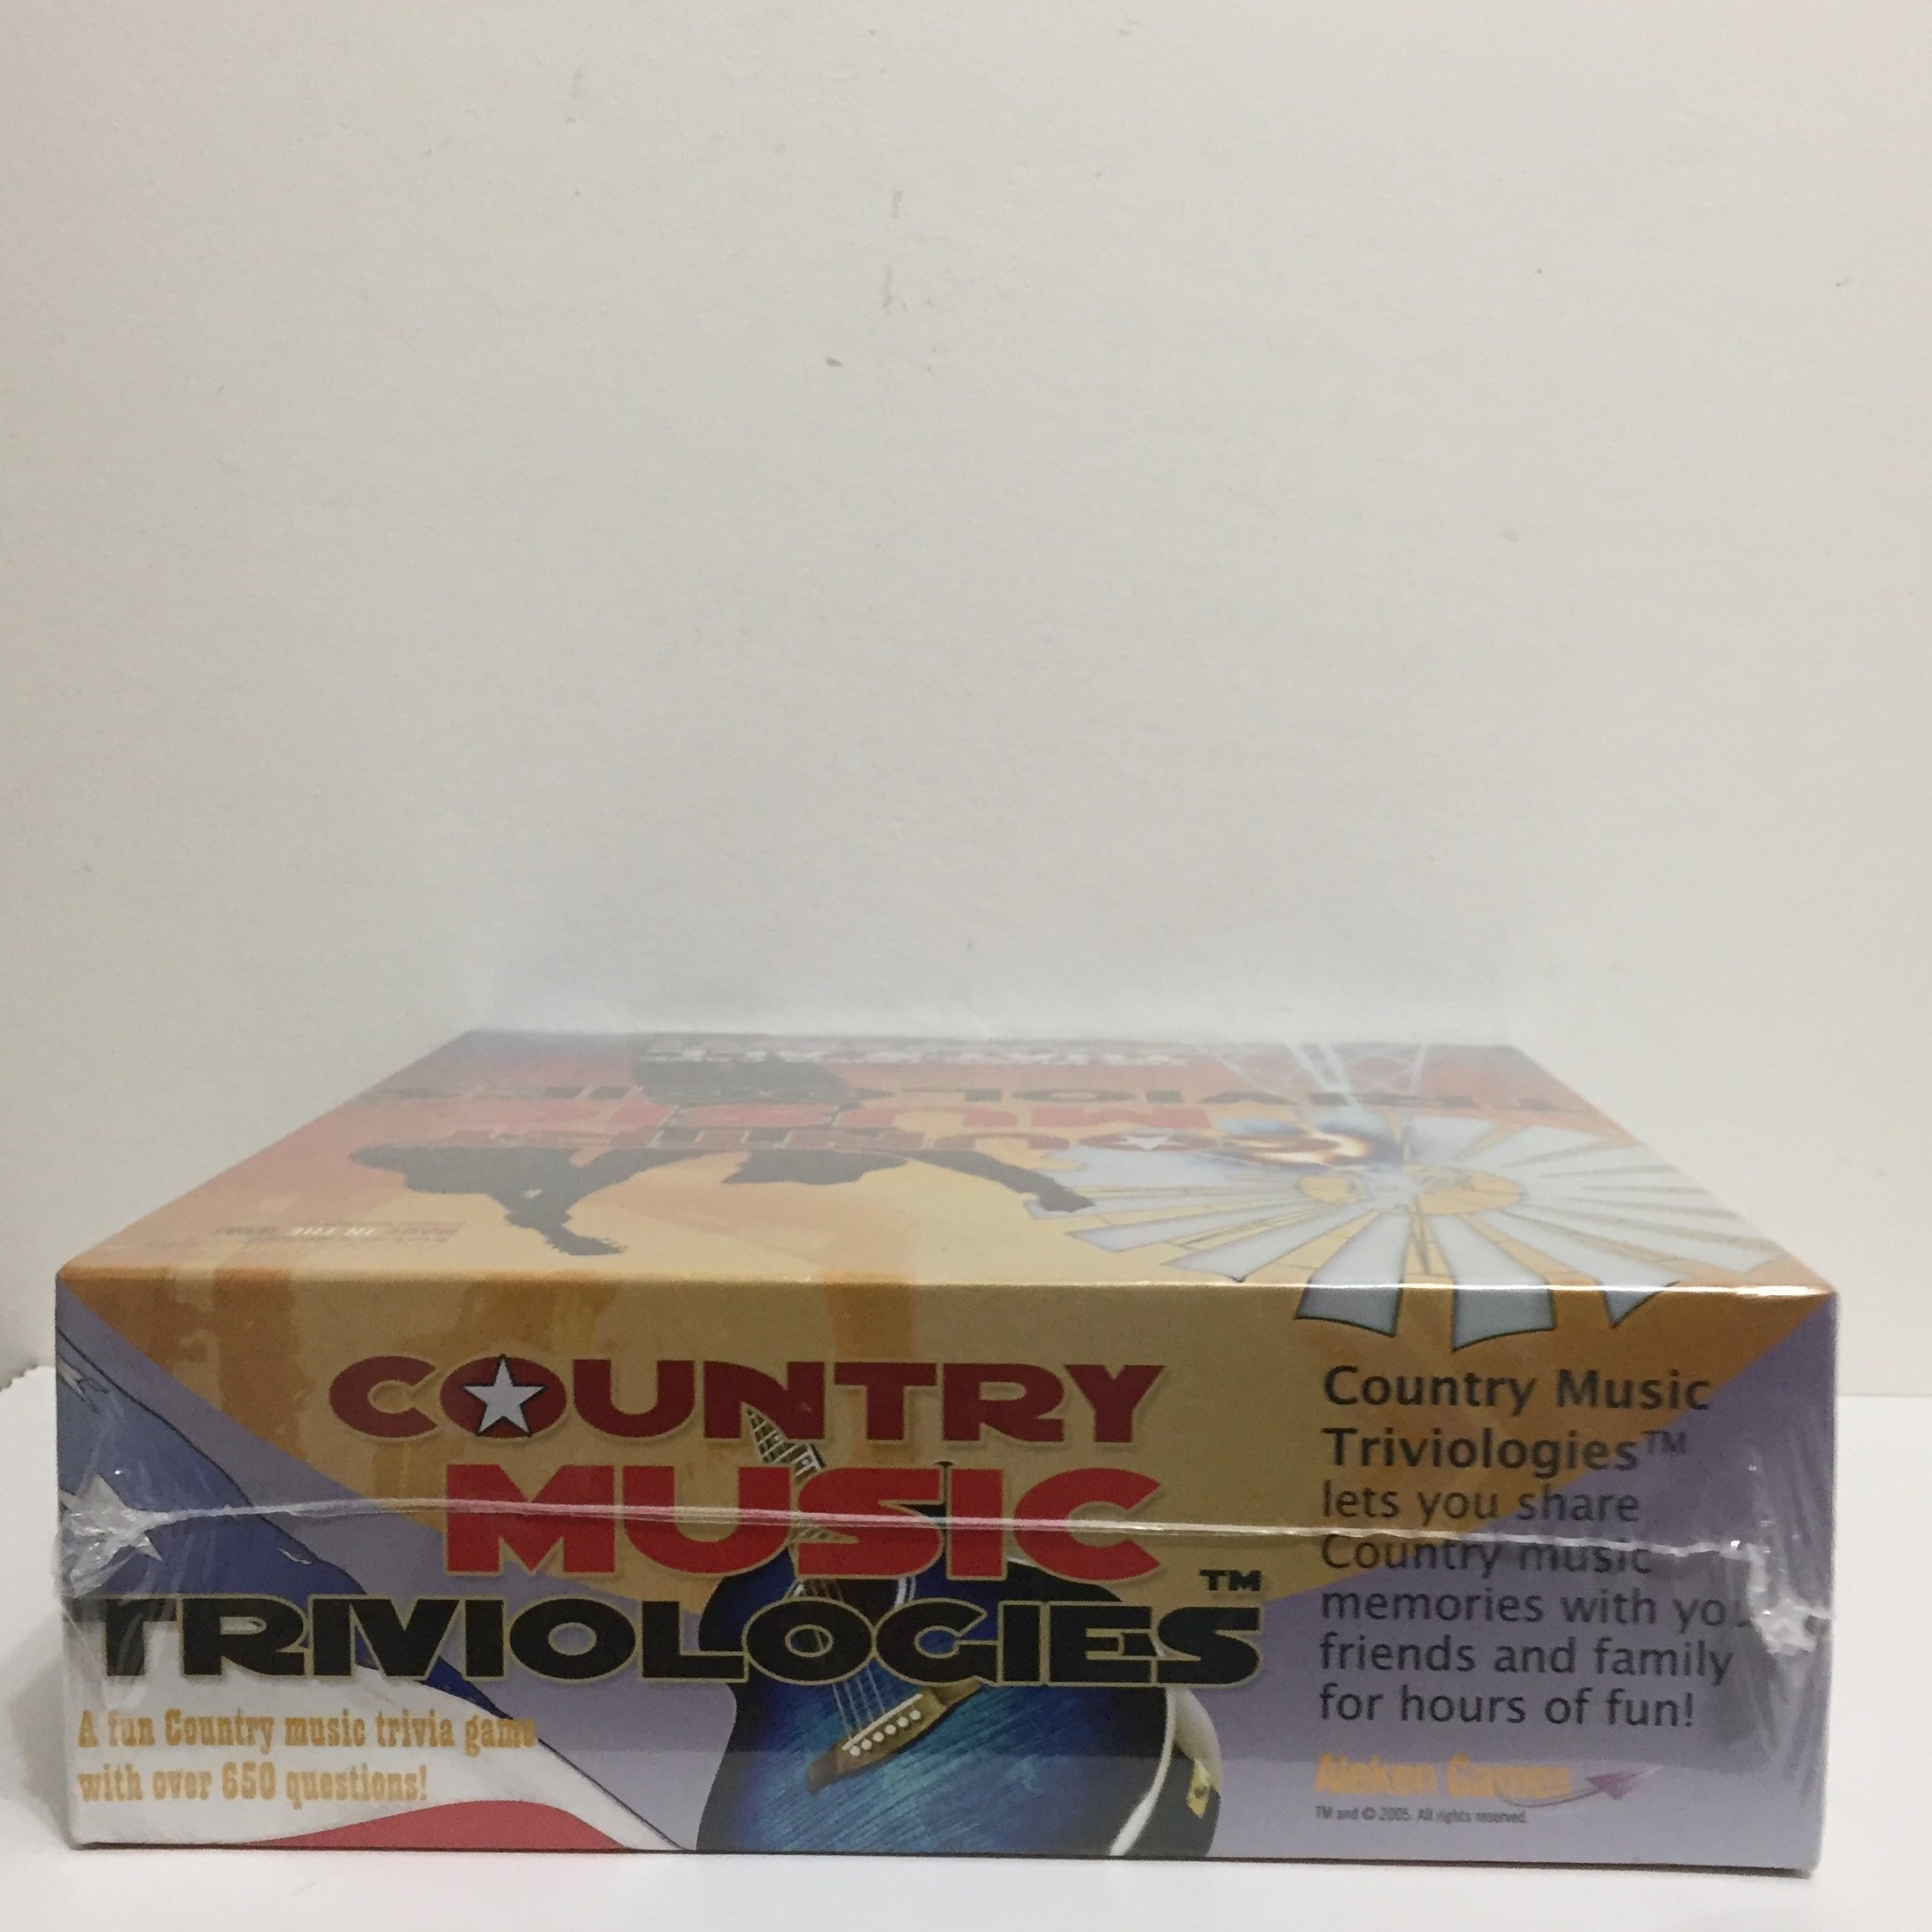 COUNTRY
MUSIC
TRIVIOLOGIES™
A fun Country music trivia game
with over 650 questions!
Country Music
Triviologies™
lets you share
Country music
memories with you
friends and family
for hours of fun!
Games
TM and © 2005. All rights reserved.